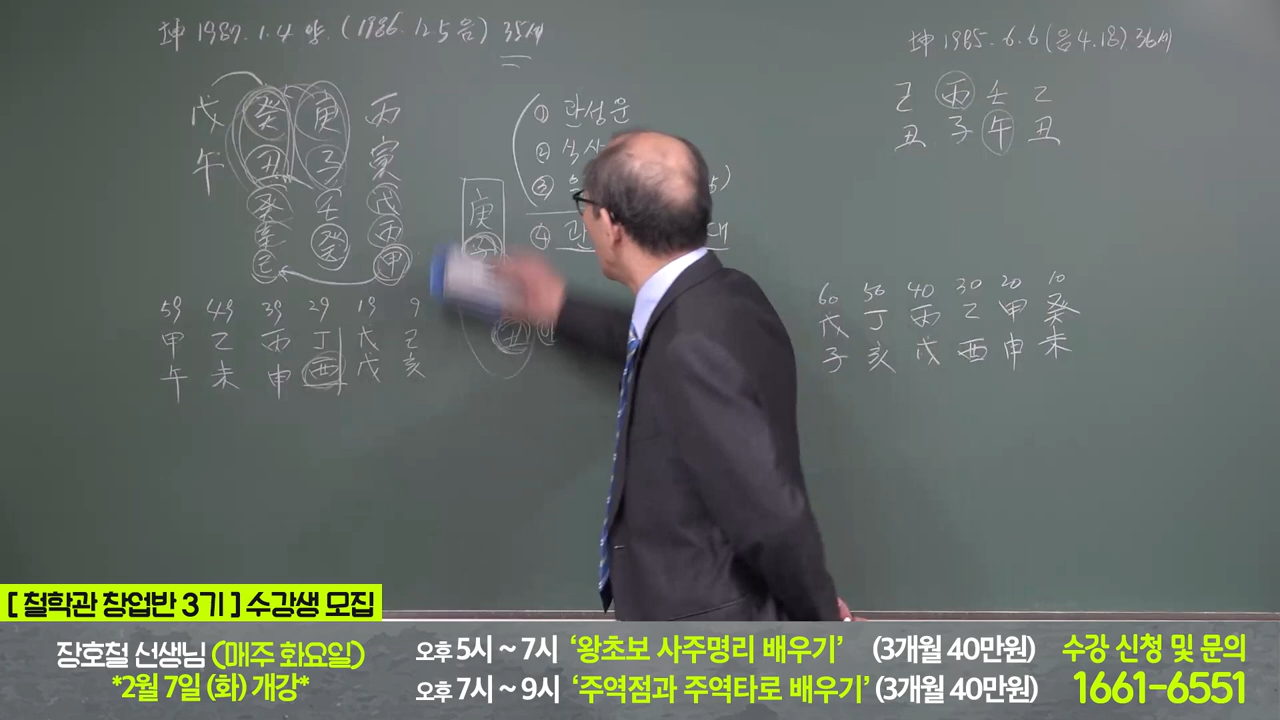 坤 1987. 1. 4 양. (1986. 12.5 음) 35세
戊 癸 庚 丙
午 丑 子 寅
癸 壬 戊
辛 癸 丙
己 甲
59 49 39 29 19 9
甲 乙 丙 丁 戊 己
午 未 申 酉 戌 亥
① 관성운
② 식상
③
④ 관 대
庚
丑
坤 1985. 6. 6 (음 4.18) 36세
己 丙 壬 乙
丑 子 午 丑
60 50 40 30 20 10
戊 丁 丙 乙 甲 癸
子 亥 戌 酉 申 未
[ 철학관 창업반 3기 ] 수강생 모집
장호철 선생님 (매주 화요일)
*2월 7일 (화) 개강*
오후 5시 ~ 7시 ‘왕초보 사주명리 배우기’ (3개월 40만원)
오후 7시 ~ 9시 ‘주역점과 주역타로 배우기’ (3개월 40만원)
수강 신청 및 문의
1661-6551